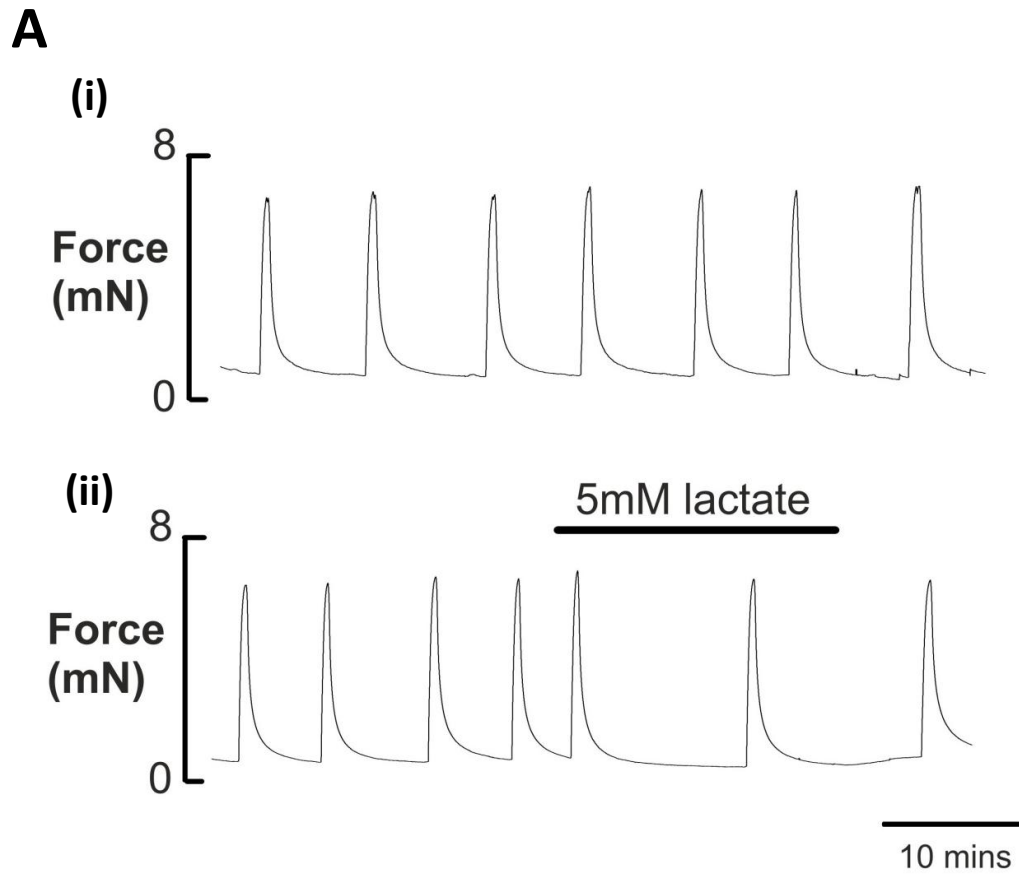 A
(i)
8
Force
(mN)
0
(ii)
5mM lactate
8
Force
(mN)
0
10 mins